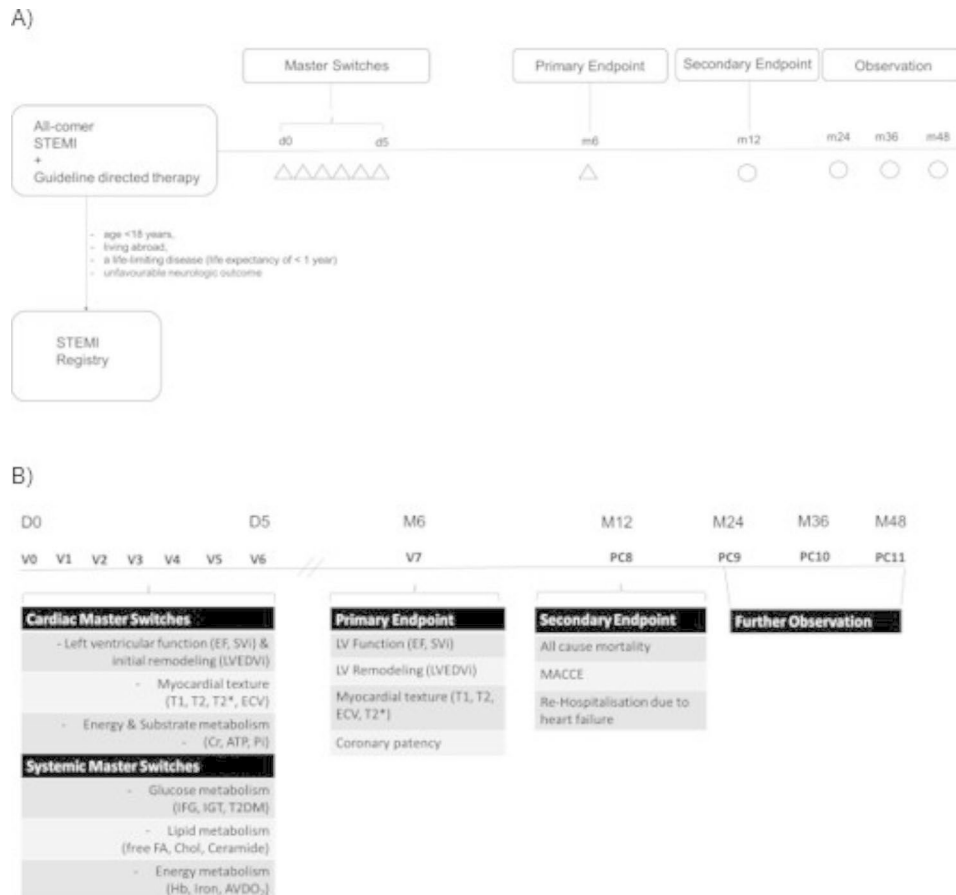 A)
Master Switches
Primary Endpoint
Secondary Endpoint
Observation
All-comer
STEMI
+
Guideline directed therapy
d0
d5
m6
m12
m24
m36
m48
- age <18 years,
- living abroad,
- a life-limiting disease (life expectancy of < 1 year)
- unfavourable neurologic outcome
STEMI
Registry
B)
D0
D5
M6
M12
M24
M36
M48
V0
V1
V2
V3
V4
V5
V6
//
V7
PC8
PC9
PC10
PC11
Cardiac Master Switches
- Left ventricular function (EF, SVi) &
initial remodeling (LVEDVi)
- Myocardial texture
(T1, T2, T2*, ECV)
- Energy & Substrate metabolism
- (Cr, ATP, Pi)
Systemic Master Switches
- Glucose metabolism
(IFG, IGT, T2DM)
- Lipid metabolism
(free FA, Chol, Ceramide)
- Energy metabolism
(Hb, Iron, AVDO₂)
Primary Endpoint
LV Function (EF, SVi)
LV Remodeling (LVEDVi)
Myocardial texture (T1, T2,
ECV, T2*)
Coronary patency
Secondary Endpoint
All cause mortality
MACCE
Re-Hospitalisation due to
heart failure
Further Observation